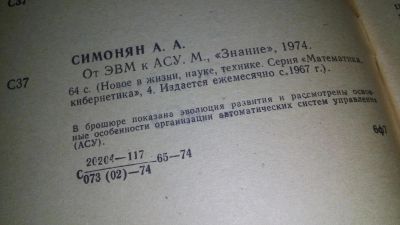 СИМОНЯН А. А.
С37 От ЭВМ к АСУ. М., «Знание», 1974.
64 с. (Новое в жизни, науке, технике. Серия «Математика, кибернетика», 4. Издается ежемесячно с.1967 г.).
В брошюре показана эволюция развития и рассмотрены основные особенности организации автоматических систем управления (АСУ).
20204—117
С ———— 65—74
073 (02)—74
6ф7
С37